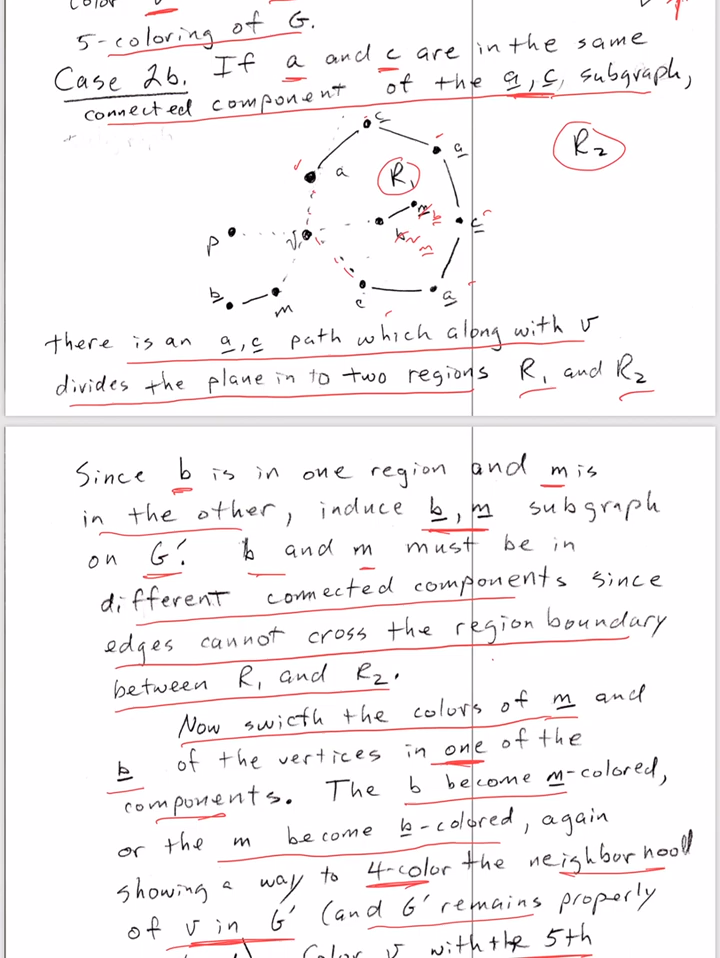 color v
5-coloring of G.
Case 2b. If a and c are in the same
connected component of the a, c, subgraph,
c
a
a
R1
R2
m b
c
b m
p
v
b
m
c
a
there is an a, c path which along with v
divides the plane in to two regions R1 and R2
Since b is in one region and m is
in the other, induce b, m subgraph
on G'. b and m must be in
different connected components since
edges cannot cross the region boundary
between R1 and R2.
Now swicth the colors of m and
b of the vertices in one of the
components. The b become m-colored,
or the m become b-colored, again
showing a way to 4-color the neighborhood
of v in G' (and G' remains properly
Color v with the 5th